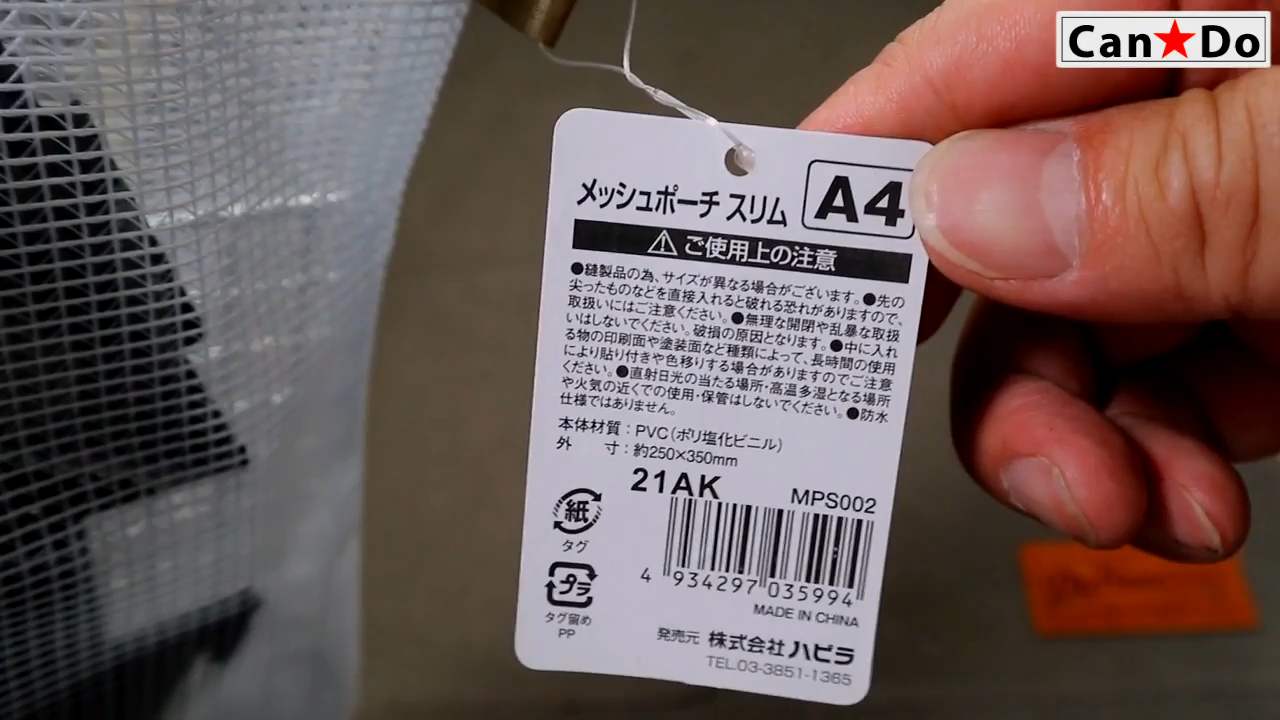 Can★Do
メッシュポーチ スリム A4
⚠ご使用上の注意
●縫製品の為、サイズが異なる場合がございます。●先の
尖ったものなどを直接入れると破れる恐れがありますので、
取扱いにはご注意ください。●無理な開閉や乱暴な取扱
いはしないでください。破損の原因となります。●中に入れ
る物の印刷面や塗装面など種類によって、長時間の使用
により貼り付きや色移りする場合がありますのでご注意
ください。●直射日光の当たる場所・高温多湿となる場所
や火気の近くでの使用・保管はしないでください。●防水
仕様ではありません。
本体材質：PVC(ポリ塩化ビニル)
外　寸：約250×350mm
21AK MPS002
紙
タグ
プラ
タグ留め
PP
4 934297 035994
MADE IN CHINA
発売元 株式会社ハピラ
TEL.03-3851-1365